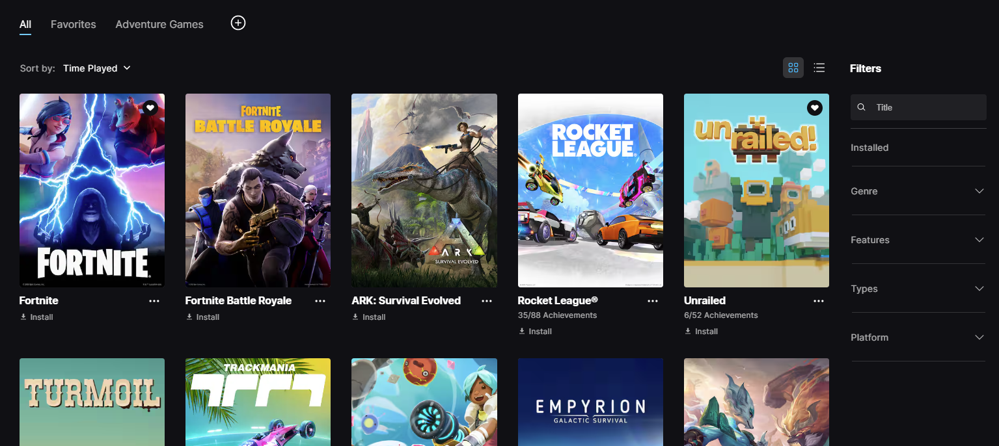 All Favorites Adventure Games
Sort by: Time Played
Filters
Title
FORTNITE
FORTNITE
BATTLE ROYALE
ARK
SURVIVAL EVOLVED
ROCKET
LEAGUE®
unrailed!
Installed
Genre
Features
Types
Platform
Fortnite
Install
Fortnite Battle Royale
Install
ARK: Survival Evolved
Install
Rocket League®
35/88 Achievements
Install
Unrailed
6/52 Achievements
Install
TURMOIL
TRACKMANIA
EMPYRION
GALACTIC SURVIVAL